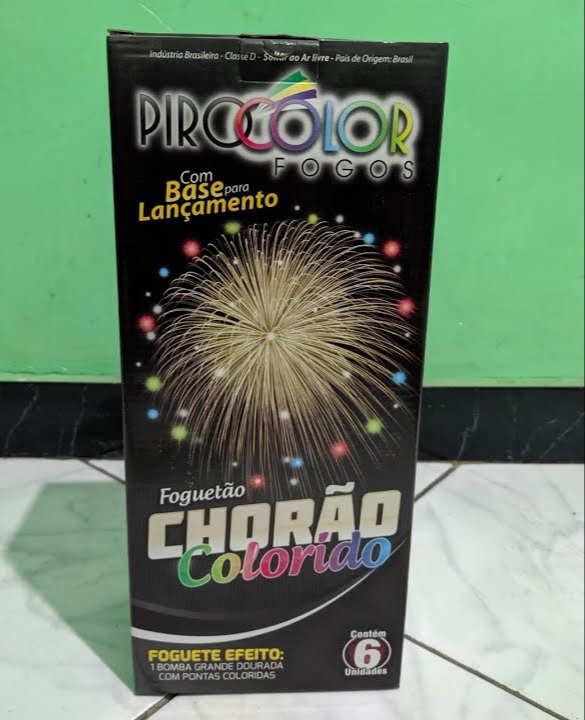 Indústria Brasileira - Classe D - Soltar ao Ar livre - País de Origem: Brasil
PIROCOLOR
FOGOS
Com
Base para
Lançamento
Foguetão
CHORÃO
Colorido
FOGUETE EFEITO:
1 BOMBA GRANDE DOURADA
COM PONTAS COLORIDAS
Contém
6
Unidades